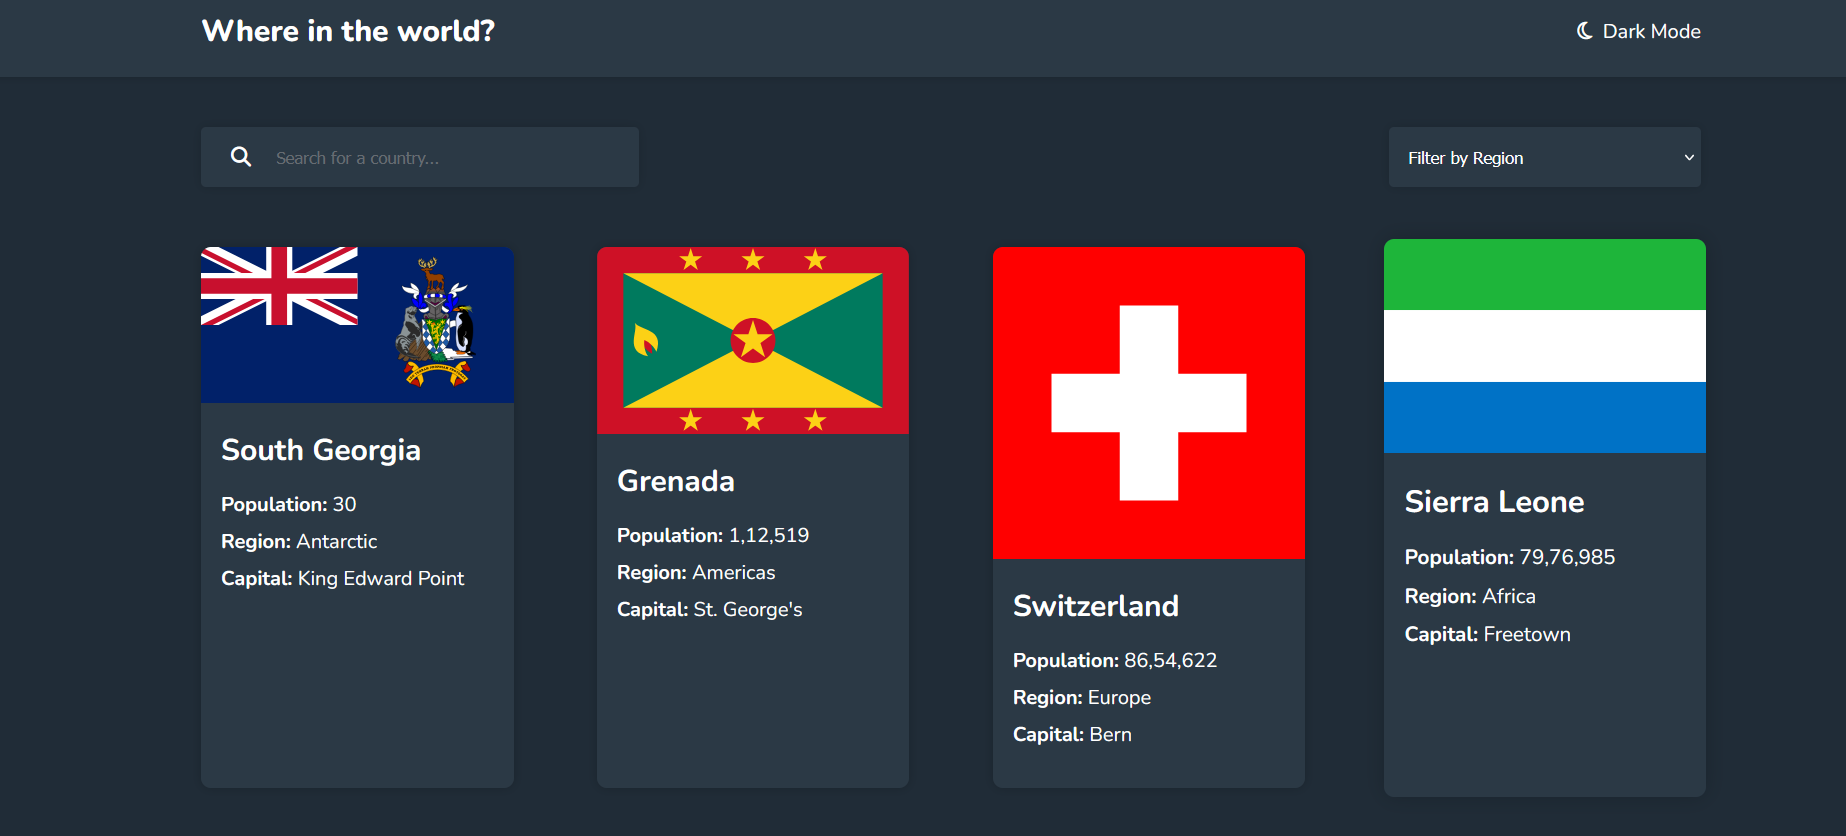 Where in the world?
Dark Mode
Search for a country...
Filter by Region
South Georgia
Population: 30
Region: Antarctic
Capital: King Edward Point
Grenada
Population: 1,12,519
Region: Americas
Capital: St. George's
Switzerland
Population: 86,54,622
Region: Europe
Capital: Bern
Sierra Leone
Population: 79,76,985
Region: Africa
Capital: Freetown